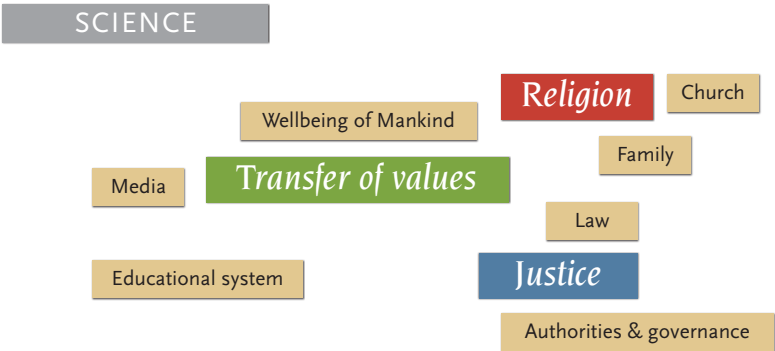 SCIENCE
Religion
Church
Wellbeing of Mankind
Family
Transfer of values
Media
Law
Justice
Educational system
Authorities & governance